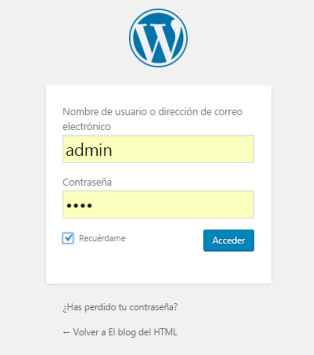 Nombre de usuario o dirección de correo
electrónico
admin
Contraseña
••••
Recuérdame
Acceder
¿Has perdido tu contraseña?
← Volver a El blog del HTML